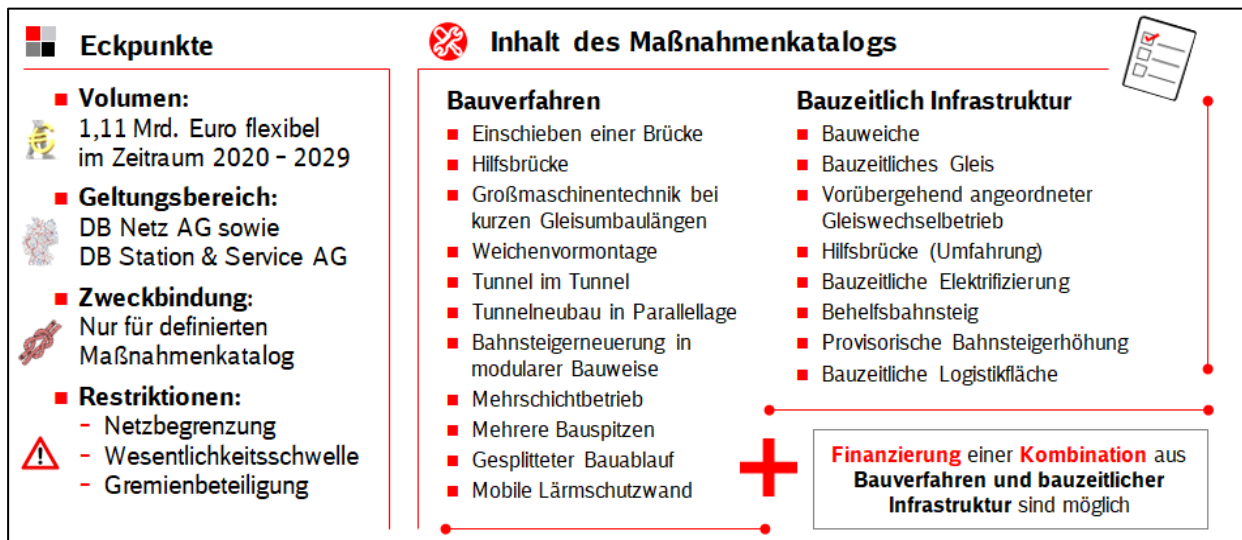 Eckpunkte
Volumen:
1,11 Mrd. Euro flexibel
im Zeitraum 2020 – 2029
Geltungsbereich:
DB Netz AG sowie
DB Station & Service AG
Zweckbindung:
Nur für definierten
Maßnahmenkatalog
Restriktionen:
- Netzbegrenzung
- Wesentlichkeitsschwelle
- Gremienbeteiligung
Inhalt des Maßnahmenkatalogs
Bauverfahren
Einschieben einer Brücke
Hilfsbrücke
Großmaschinentechnik bei
kurzen Gleisumbaulängen
Weichenvormontage
Tunnel im Tunnel
Tunnelneubau in Parallellage
Bahnsteigerneuerung in
modularer Bauweise
Mehrschichtbetrieb
Mehrere Bauspitzen
Gesplitteter Bauablauf
Mobile Lärmschutzwand
Bauzeitlich Infrastruktur
Bauweiche
Bauzeitliches Gleis
Vorübergehend angeordneter
Gleiswechselbetrieb
Hilfsbrücke (Umfahrung)
Bauzeitliche Elektrifizierung
Behelfsbahnsteig
Provisorische Bahnsteigerhöhung
Bauzeitliche Logistikfläche
Finanzierung einer Kombination aus
Bauverfahren und bauzeitlicher
Infrastruktur sind möglich